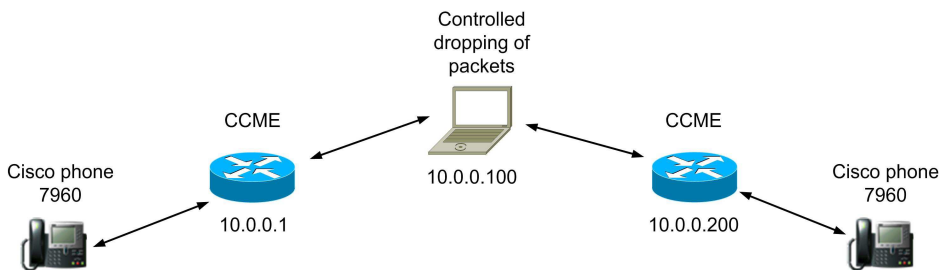 Controlled
dropping of
packets
CCME
CCME
Cisco phone
7960
10.0.0.100
Cisco phone
7960
10.0.0.1
10.0.0.200